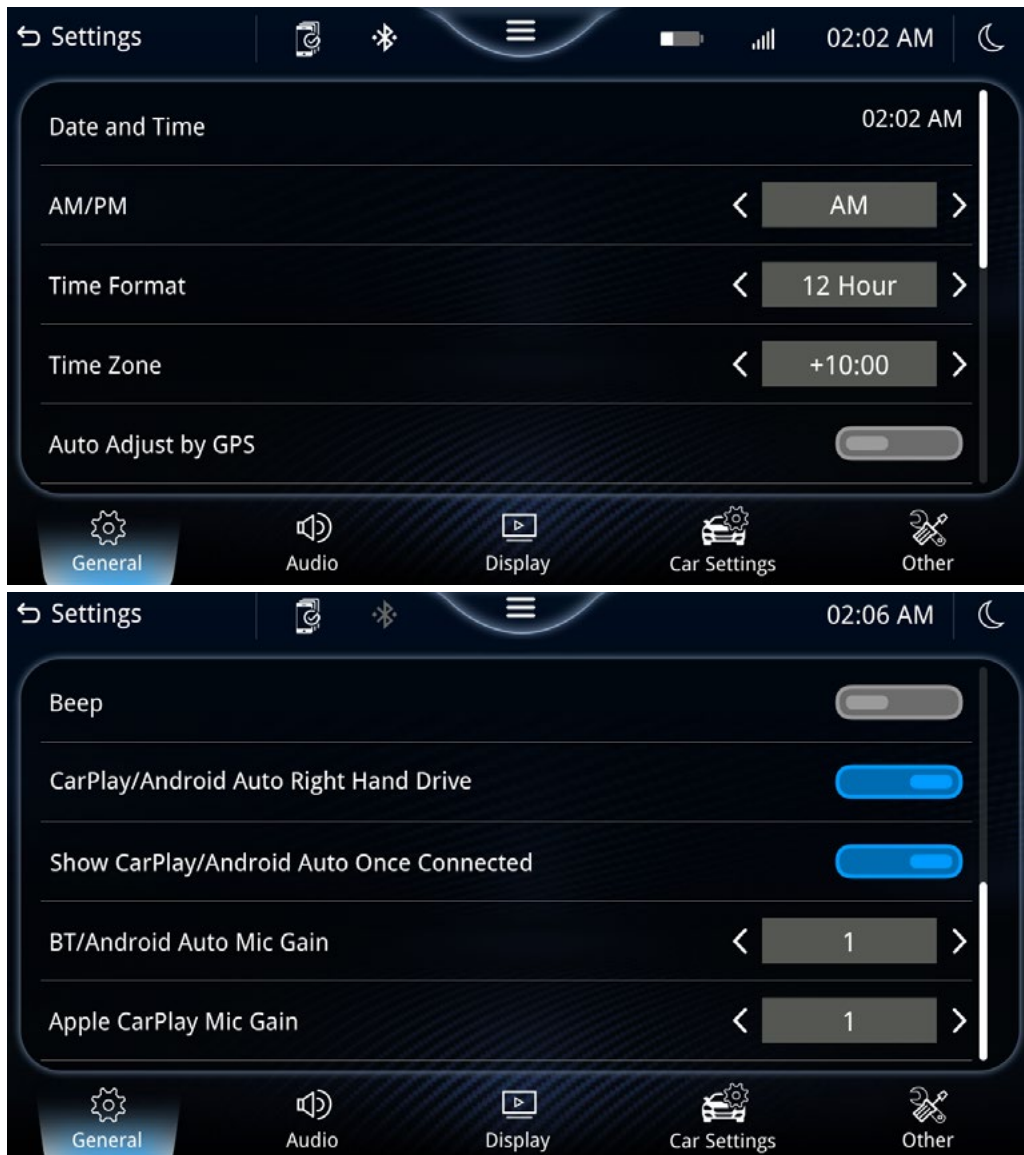 Settings 02:02 AM
Date and Time 02:02 AM
AM/PM AM
Time Format 12 Hour
Time Zone +10:00
Auto Adjust by GPS
General Audio Display Car Settings Other
Settings 02:06 AM
Beep
CarPlay/Android Auto Right Hand Drive
Show CarPlay/Android Auto Once Connected
BT/Android Auto Mic Gain 1
Apple CarPlay Mic Gain 1
General Audio Display Car Settings Other